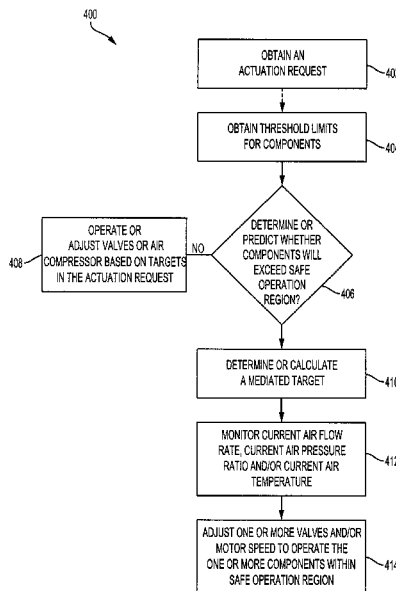 400
OBTAIN AN
ACTUATION REQUEST
OBTAIN THRESHOLD LIMITS
FOR COMPONENTS
404
DETERMINE OR
PREDICT WHETHER
COMPONENTS WILL
EXCEED SAFE
OPERATION
REGION?
406
NO
OPERATE OR
ADJUST VALVES OR AIR
COMPRESSOR BASED ON TARGETS
IN THE ACTUATION REQUEST
408
DETERMINE OR CALCULATE
A MEDIATED TARGET
410
MONITOR CURRENT AIR FLOW
RATE, CURRENT AIR PRESSURE
RATIO AND/OR CURRENT AIR
TEMPERATURE
412
ADJUST ONE OR MORE VALVES AND/OR
MOTOR SPEED TO OPERATE THE
ONE OR MORE COMPONENTS WITHIN
SAFE OPERATION REGION
414